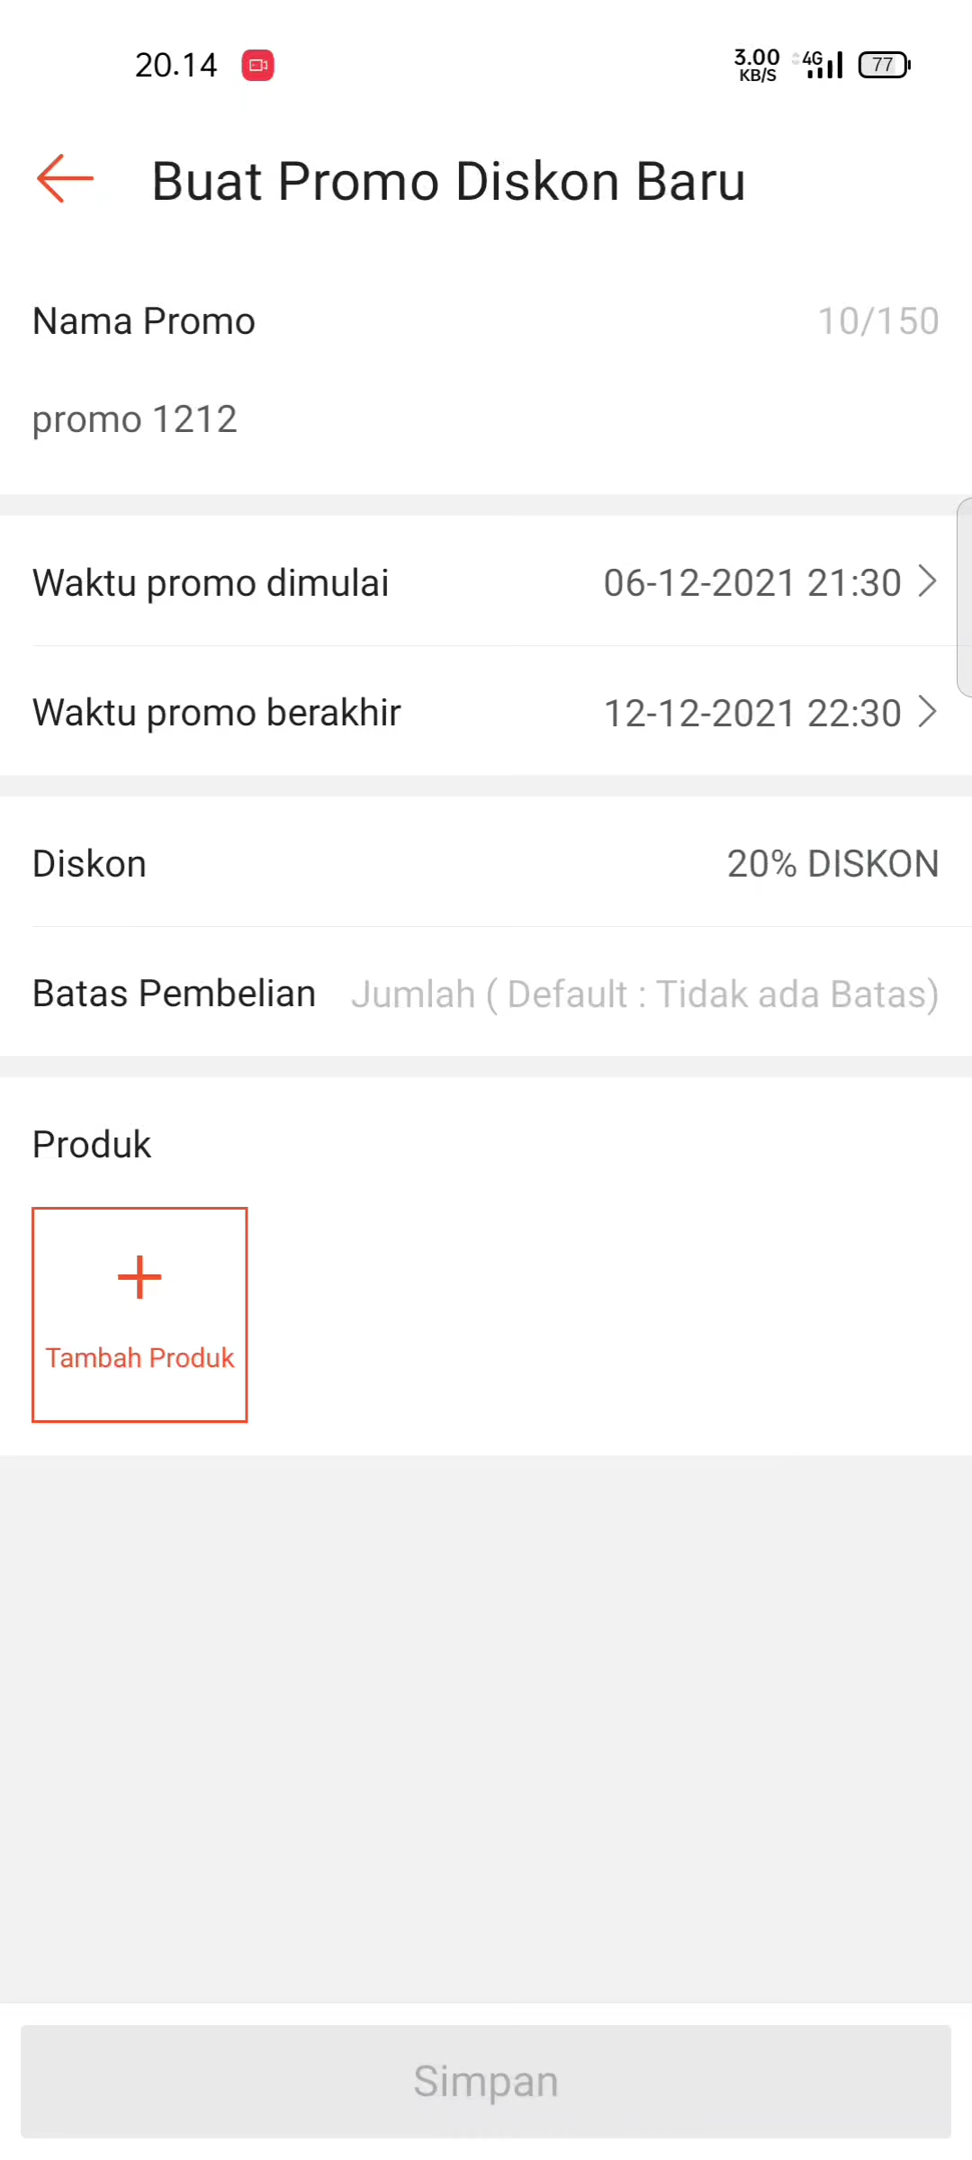 20.14
3.00
KB/S
4G
77
Buat Promo Diskon Baru
Nama Promo 10/150
promo 1212
Waktu promo dimulai 06-12-2021 21:30
Waktu promo berakhir 12-12-2021 22:30
Diskon 20% DISKON
Batas Pembelian Jumlah ( Default : Tidak ada Batas)
Produk
Tambah Produk
Simpan